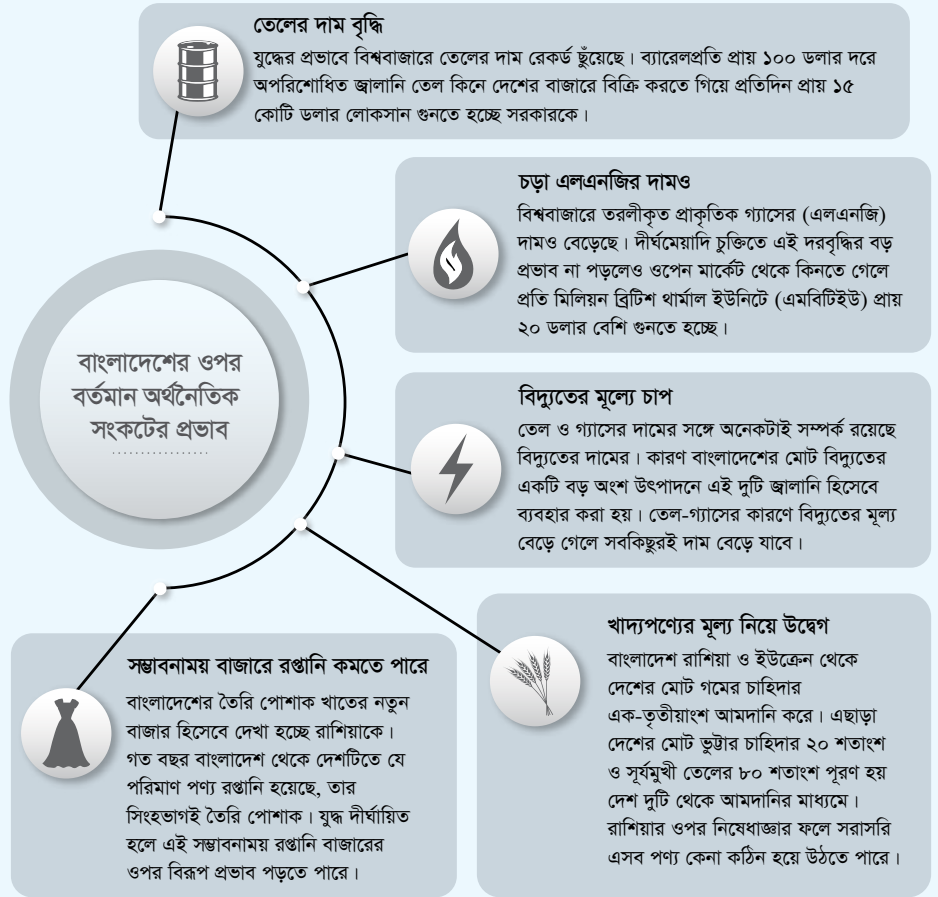 তেলের দাম বৃদ্ধি
যুদ্ধের প্রভাবে বিশ্ববাজারে তেলের দাম রেকর্ড ছুঁয়েছে। ব্যারেলপ্রতি প্রায় ১০০ ডলার দরে
অপরিশোধিত জ্বালানি তেল কিনে দেশের বাজারে বিক্রি করতে গিয়ে প্রতিদিন প্রায় ১৫
কোটি ডলার লোকসান গুনতে হচ্ছে সরকারকে।
চড়া এলএনজির দামও
বিশ্ববাজারে তরলীকৃত প্রাকৃতিক গ্যাসের (এলএনজি)
দামও বেড়েছে। দীর্ঘমেয়াদি চুক্তিতে এই দরবৃদ্ধির বড়
প্রভাব না পড়লেও ওপেন মার্কেট থেকে কিনতে গেলে
প্রতি মিলিয়ন ব্রিটিশ থার্মাল ইউনিটে (এমবিটিইউ) প্রায়
২০ ডলার বেশি গুনতে হচ্ছে।
বাংলাদেশের ওপর
বর্তমান অর্থনৈতিক
সংকটের প্রভাব
বিদ্যুতের মূল্যে চাপ
তেল ও গ্যাসের দামের সঙ্গে অনেকটাই সম্পর্ক রয়েছে
বিদ্যুতের দামের। কারণ বাংলাদেশের মোট বিদ্যুতের
একটি বড় অংশ উৎপাদনে এই দুটি জ্বালানি হিসেবে
ব্যবহার করা হয়। তেল-গ্যাসের কারণে বিদ্যুতের মূল্য
বেড়ে গেলে সবকিছুরই দাম বেড়ে যাবে।
খাদ্যপণ্যের মূল্য নিয়ে উদ্বেগ
বাংলাদেশ রাশিয়া ও ইউক্রেন থেকে
দেশের মোট গমের চাহিদার
এক-তৃতীয়াংশ আমদানি করে। এছাড়া
দেশের মোট ভুট্টার চাহিদার ২০ শতাংশ
ও সূর্যমুখী তেলের ৮০ শতাংশ পূরণ হয়
দেশ দুটি থেকে আমদানির মাধ্যমে।
রাশিয়ার ওপর নিষেধাজ্ঞার ফলে সরাসরি
এসব পণ্য কেনা কঠিন হয়ে উঠতে পারে।
সম্ভাবনাময় বাজারে রপ্তানি কমতে পারে
বাংলাদেশের তৈরি পোশাক খাতের নতুন
বাজার হিসেবে দেখা হচ্ছে রাশিয়াকে।
গত বছর বাংলাদেশ থেকে দেশটিতে যে
পরিমাণ পণ্য রপ্তানি হয়েছে, তার
সিংহভাগই তৈরি পোশাক। যুদ্ধ দীর্ঘায়িত
হলে এই সম্ভাবনাময় রপ্তানি বাজারের
ওপর বিরূপ প্রভাব পড়তে পারে।